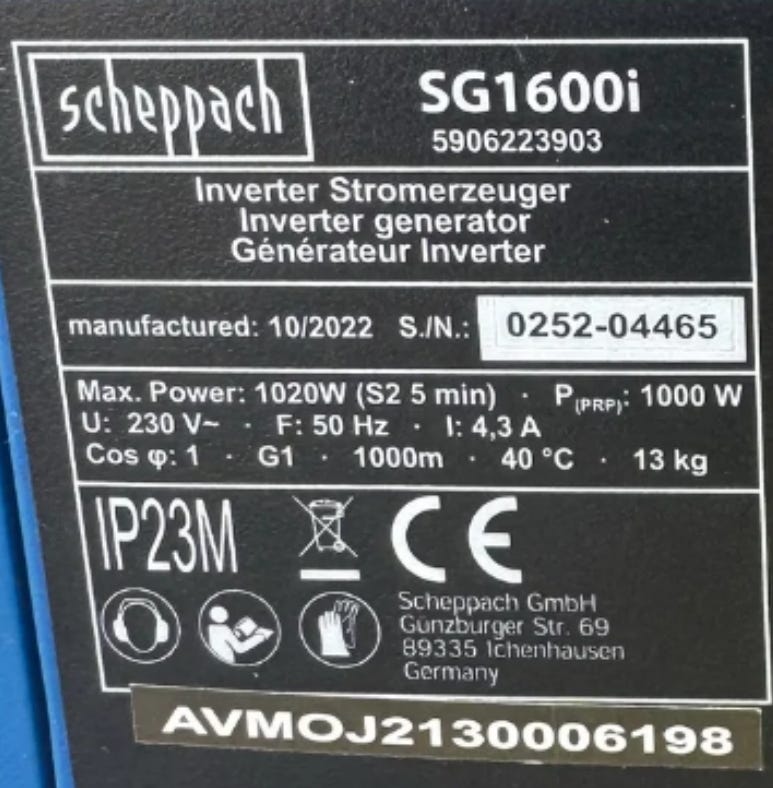 scheppach
SG1600i
5906223903
Inverter Stromerzeuger
Inverter generator
Générateur Inverter
manufactured: 10/2022 S./N.: 0252-04465
Max. Power: 1020W (S2 5 min) · P(PRP): 1000 W
U: 230 V~ · F: 50 Hz · I: 4,3 A
Cos φ: 1 · G1 · 1000m · 40 °C · 13 kg
IP23M CE
Scheppach GmbH
Günzburger Str. 69
89335 Ichenhausen
Germany
AVMOJ2130006198